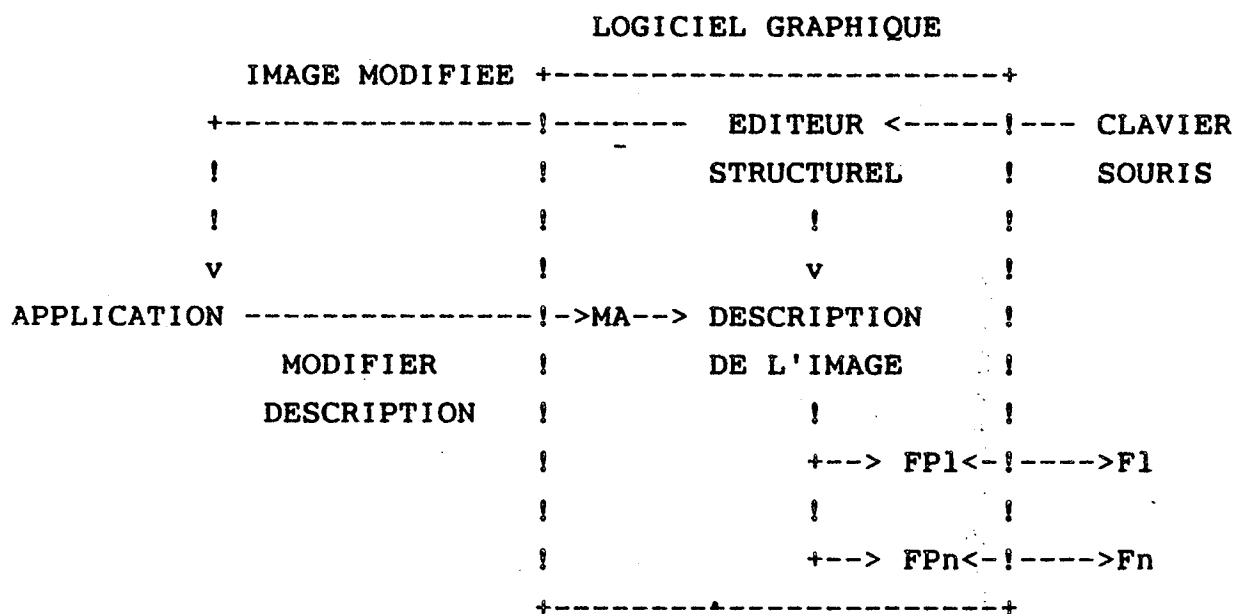 LOGICIEL GRAPHIQUE
IMAGE MODIFIEE +------------------------+
+----------------!------- EDITEUR <-----!--- CLAVIER
! ! STRUCTUREL ! SOURIS
! ! ! !
v ! v !
APPLICATION ---------------!->MA--> DESCRIPTION !
MODIFIER ! DE L'IMAGE !
DESCRIPTION ! ! !
! +--> FP1<-!---->F1
! ! !
! +--> FPn<-!---->Fn
+------------------------+